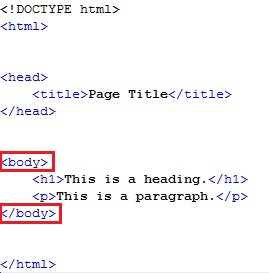 <!DOCTYPE html>
<html>
<head>
<title>Page Title</title>
</head>
<body>
<h1>This is a heading.</h1>
<p>This is a paragraph.</p>
</body>
</html>